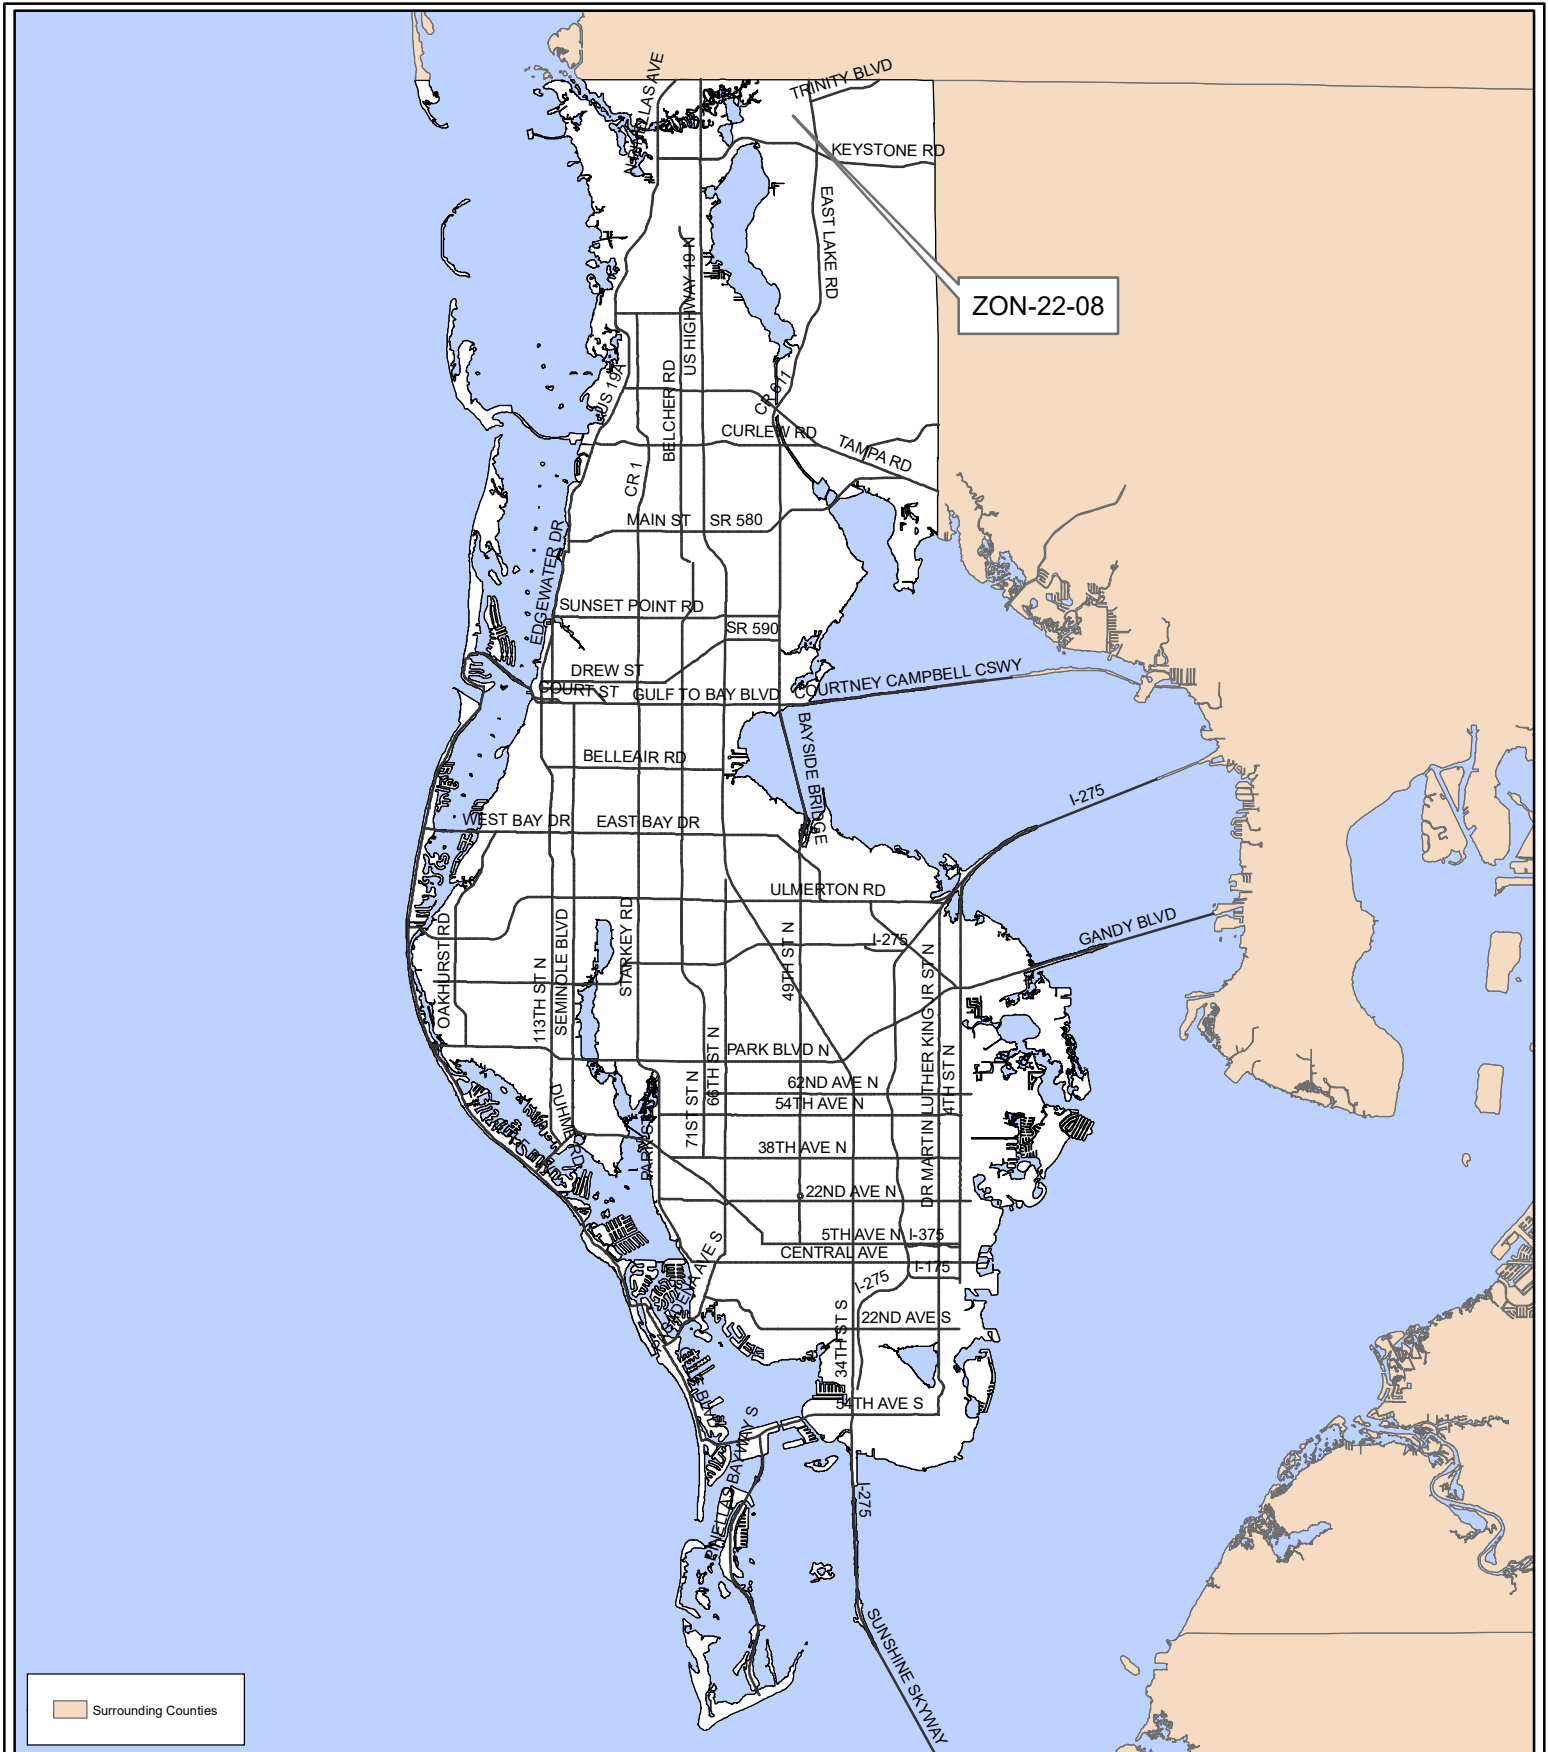 TRINITY BLVD
KEYSTONE RD
EAST LAKE RD
ZON-22-08
US HIGHWAY 19 N
US 19A
BELCHER RD
CR 611
CURLEW RD
TAMPA RD
CR 1
MAIN ST
SR 580
EDGEWATER DR
SUNSET POINT RD
SR 590
DREW ST
COURT ST
GULF TO BAY BLVD
COURTNEY CAMPBELL CSWY
BAYSIDE BRIDGE
BELLEAIR RD
I-275
WEST BAY DR
EAST BAY DR
ULMERTON RD
GANDY BLVD
OAKHURST RD
113TH ST N
SEMINOLE BLVD
STARKEY RD
I-275
49TH ST N
DR MARTIN LUTHER KING JR ST N
4TH ST N
PARK BLVD N
66TH ST N
71ST ST N
62ND AVE N
54TH AVE N
DUHME RD
PARK ST N
38TH AVE N
22ND AVE N
5TH AVE N
I-375
CENTRAL AVE
I-175
I-275
PASADENA AVE S
22ND AVE S
34TH ST S
54TH AVE S
PINELLAS BAYWAY S
I-275
SUNSHINE SKYWAY
Surrounding Counties